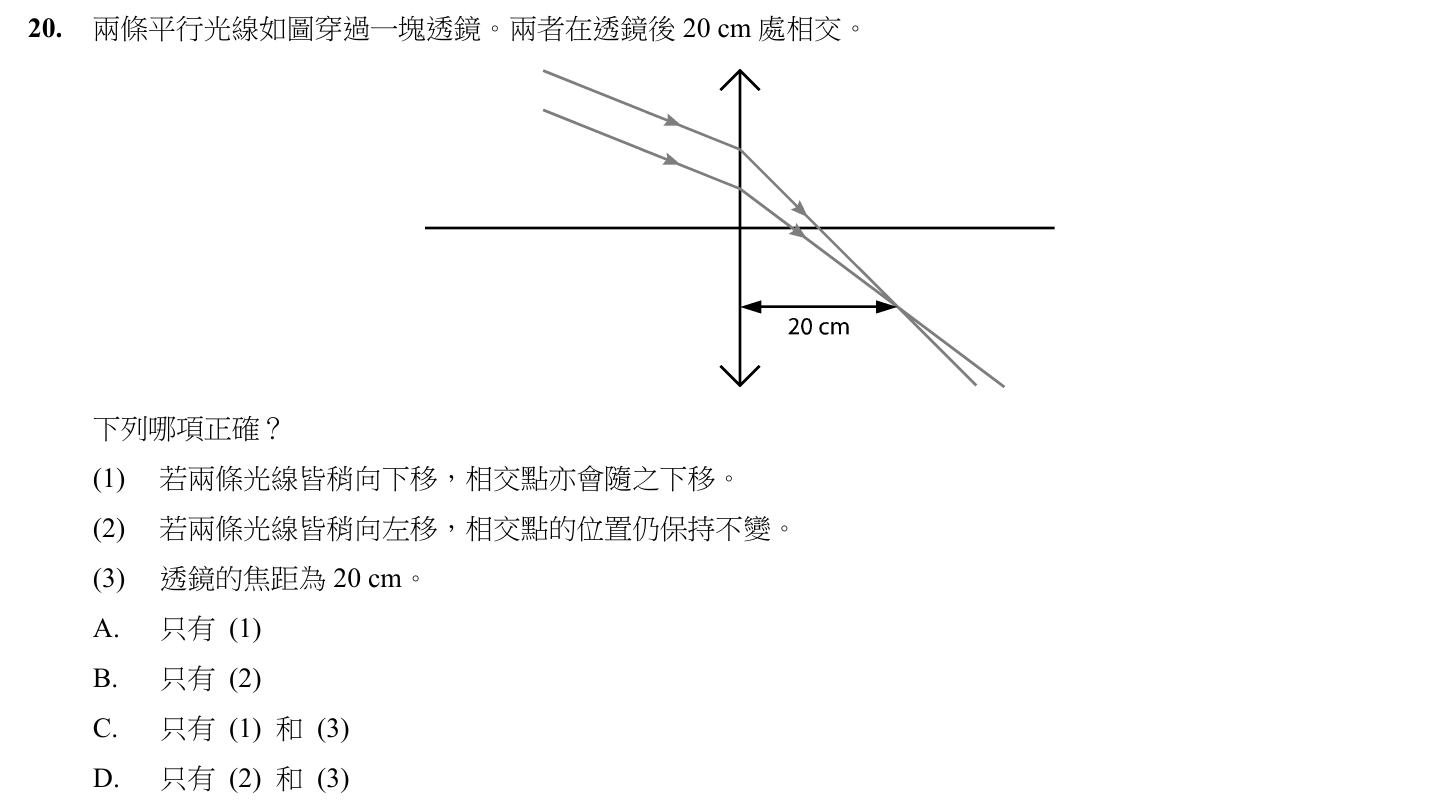 20. 兩條平行光線如圖穿過一塊透鏡。兩者在透鏡後 20 cm 處相交。
20 cm
下列哪項正確？
(1) 若兩條光線皆稍向下移，相交點亦會隨之下移。
(2) 若兩條光線皆稍向左移，相交點的位置仍保持不變。
(3) 透鏡的焦距為 20 cm。
A. 只有 (1)
B. 只有 (2)
C. 只有 (1) 和 (3)
D. 只有 (2) 和 (3)